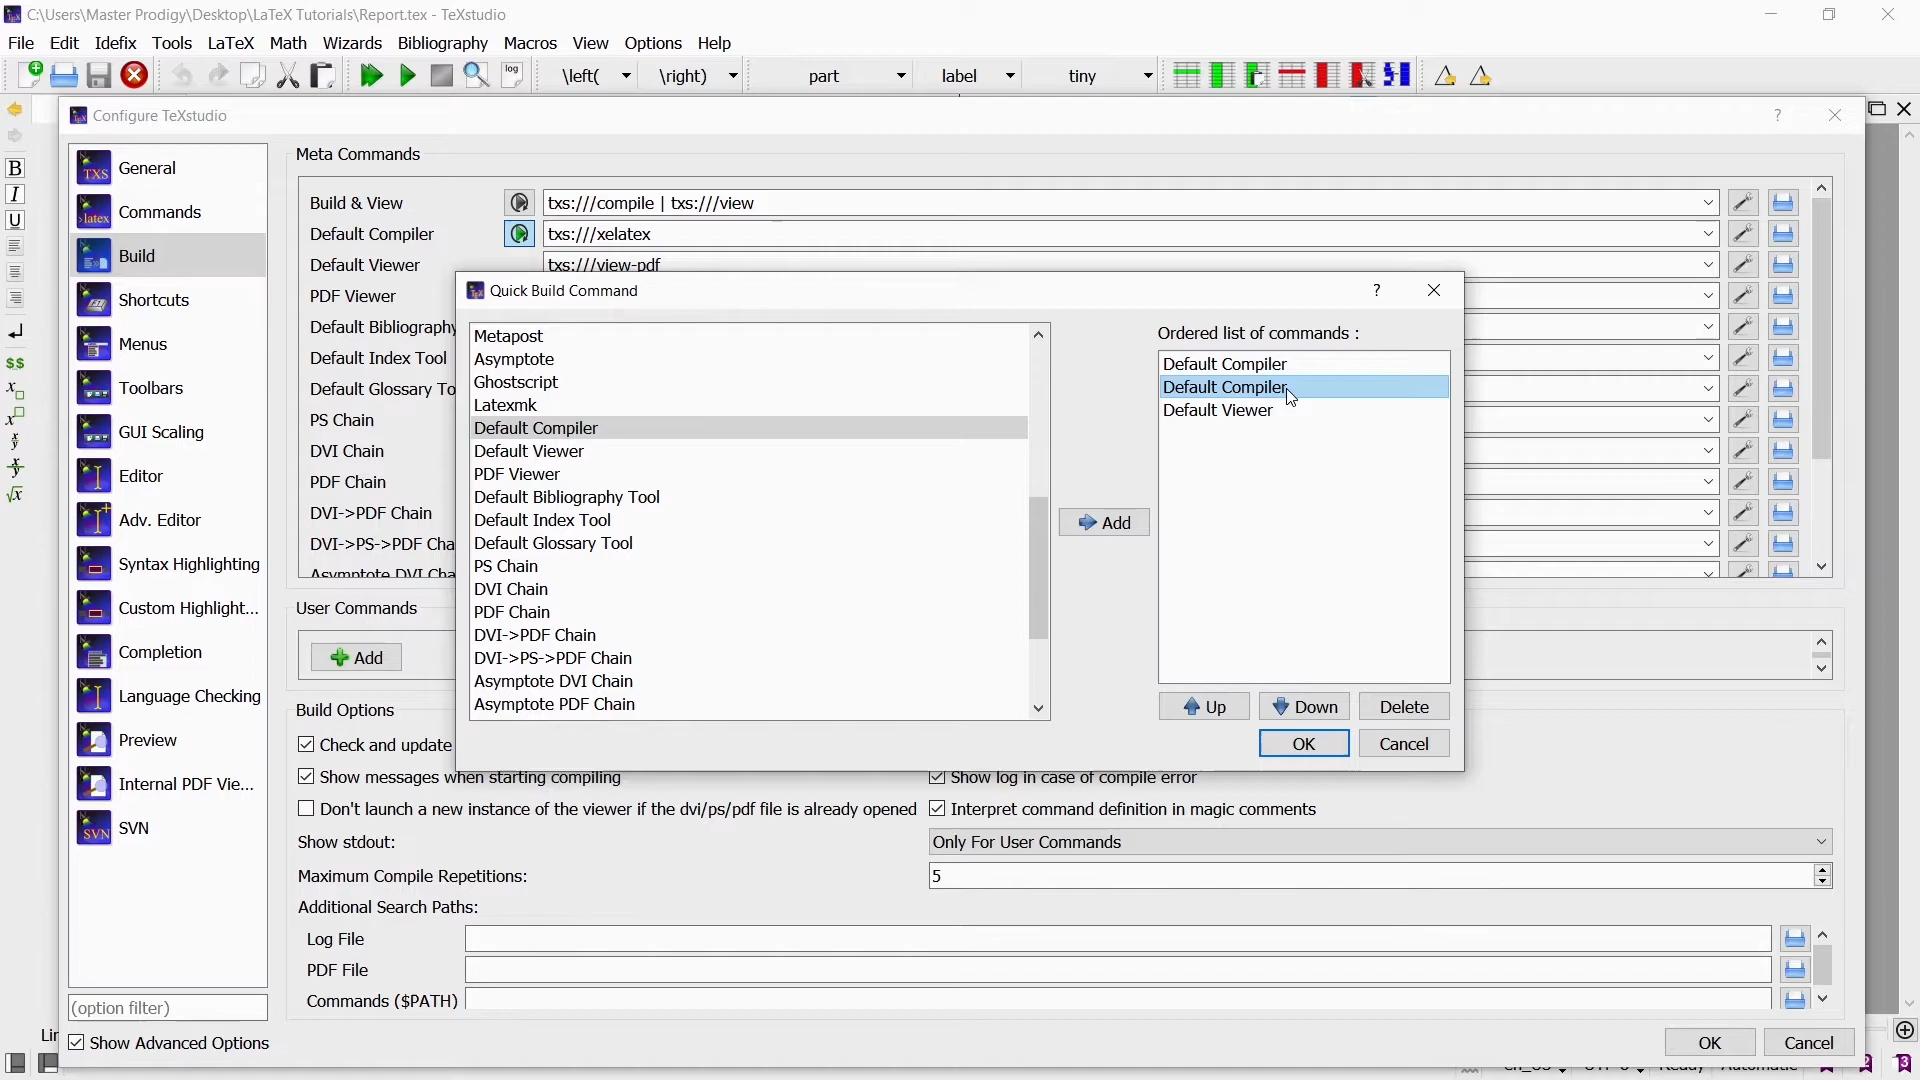 C:\Users\Master Prodigy\Desktop\LaTeX Tutorials\Report.tex - TeXstudio
File Edit Idefix Tools LaTeX Math Wizards Bibliography Macros View Options Help
log \left( \right) part label tiny
Configure TeXstudio
General
Commands
Build
Shortcuts
Menus
Toolbars
GUI Scaling
Editor
Adv. Editor
Syntax Highlighting
Custom Highlight...
Completion
Language Checking
Preview
Internal PDF Vie...
SVN
(option filter)
Show Advanced Options
Meta Commands
Build & View txs:///compile | txs:///view
Default Compiler txs:///xelatex
Default Viewer txs:///view-pdf
PDF Viewer
Default Bibliography
Default Index Tool
Default Glossary To
PS Chain
DVI Chain
PDF Chain
DVI->PDF Chain
DVI->PS->PDF Cha
Asymptote DVI Cha
User Commands
Add
Build Options
Check and update
Show messages when starting compiling Show log in case of compile error
Don't launch a new instance of the viewer if the dvi/ps/pdf file is already opened Interpret command definition in magic comments
Show stdout: Only For User Commands
Maximum Compile Repetitions: 5
Additional Search Paths:
Log File
PDF File
Commands ($PATH)
OK Cancel
Quick Build Command
Metapost
Asymptote
Ghostscript
Latexmk
Default Compiler
Default Viewer
PDF Viewer
Default Bibliography Tool
Default Index Tool
Default Glossary Tool
PS Chain
DVI Chain
PDF Chain
DVI->PDF Chain
DVI->PS->PDF Chain
Asymptote DVI Chain
Asymptote PDF Chain
Add
Ordered list of commands :
Default Compiler
Default Compiler
Default Viewer
Up Down Delete
OK Cancel